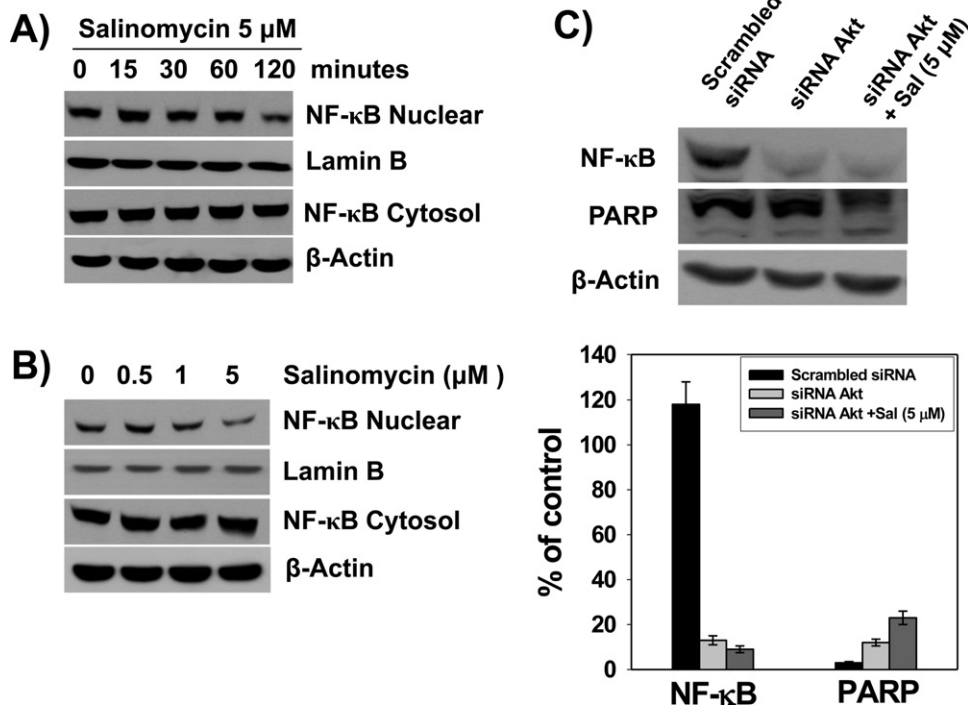 A)
Salinomycin 5 µM
0 15 30 60 120 minutes
NF-κB Nuclear
Lamin B
NF-κB Cytosol
β-Actin
B)
0 0.5 1 5 Salinomycin (µM )
NF-κB Nuclear
Lamin B
NF-κB Cytosol
β-Actin
C)
Scrambled
siRNA
siRNA Akt
siRNA Akt
+ Sal (5 µM)
NF-κB
PARP
β-Actin
% of control
140
120
100
80
60
40
20
0
Scrambled siRNA
siRNA Akt
siRNA Akt +Sal (5 µM)
NF-κB PARP